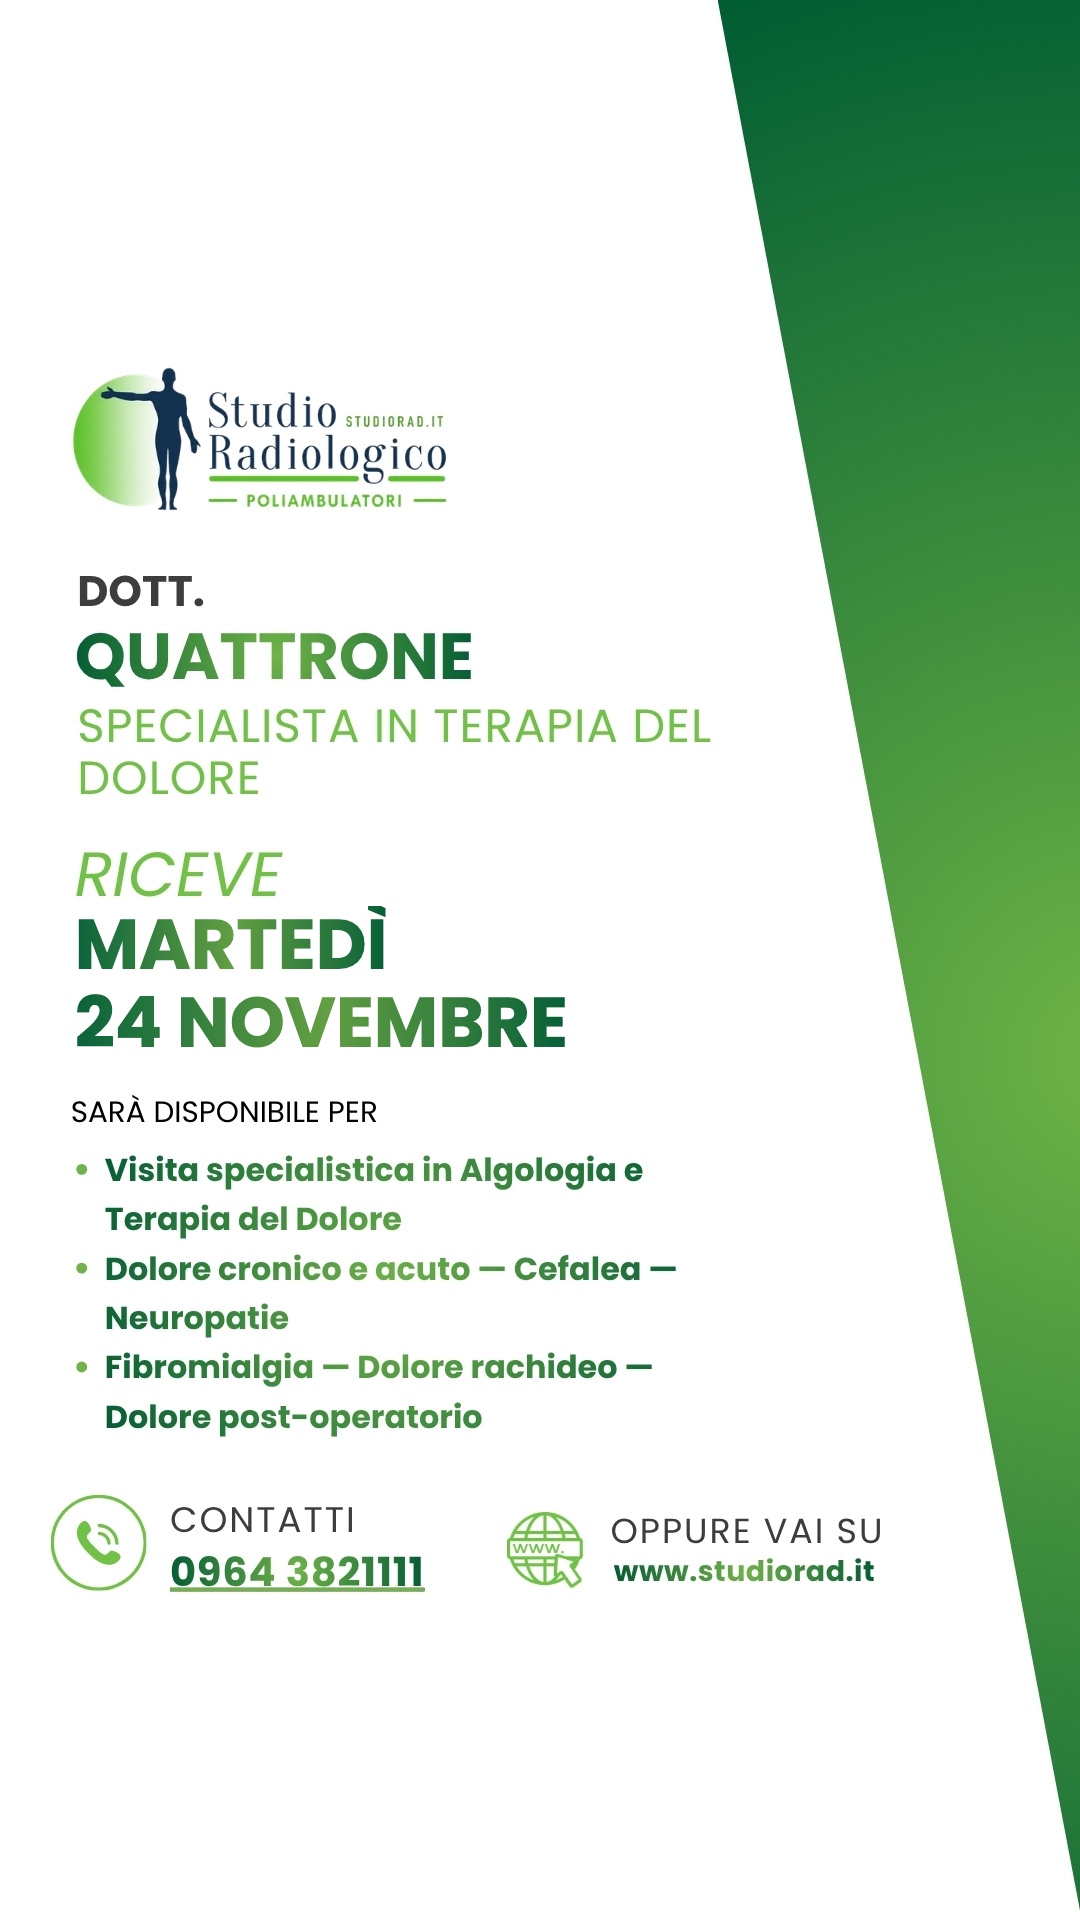 Studio STUDIORAD.IT
Radiologico
POLIAMBULATORI
DOTT.
QUATTRONE
SPECIALISTA IN TERAPIA DEL
DOLORE
RICEVE
MARTEDÌ
24 NOVEMBRE
SARÀ DISPONIBILE PER
• Visita specialistica in Algologia e
Terapia del Dolore
• Dolore cronico e acuto — Cefalea —
Neuropatie
• Fibromialgia — Dolore rachideo —
Dolore post-operatorio
CONTATTI
0964 3821111
www.
OPPURE VAI SU
www.studiorad.it